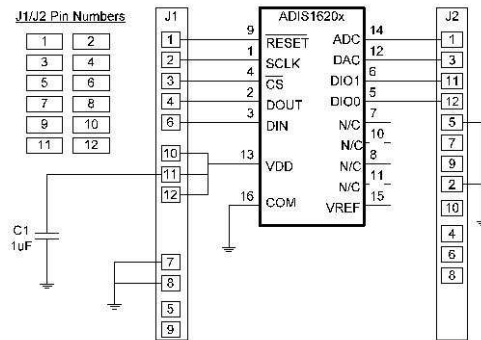 J1/J2 Pin Numbers
1 2
3 4
5 6
7 8
9 10
11 12
J1
ADIS1620x
J2
1 9 RESET ADC 14 1
2 1 SCLK DAC 12 3
3 4 CS DIO1 6 11
4 2 DOUT DIO0 5 12
6 3 DIN N/C 7 5
N/C 10 7
10 13 VDD N/C 8 9
11 N/C 11 2
12 16 COM VREF 15 10
C1
1uF
4
7 6
8 8
5
9